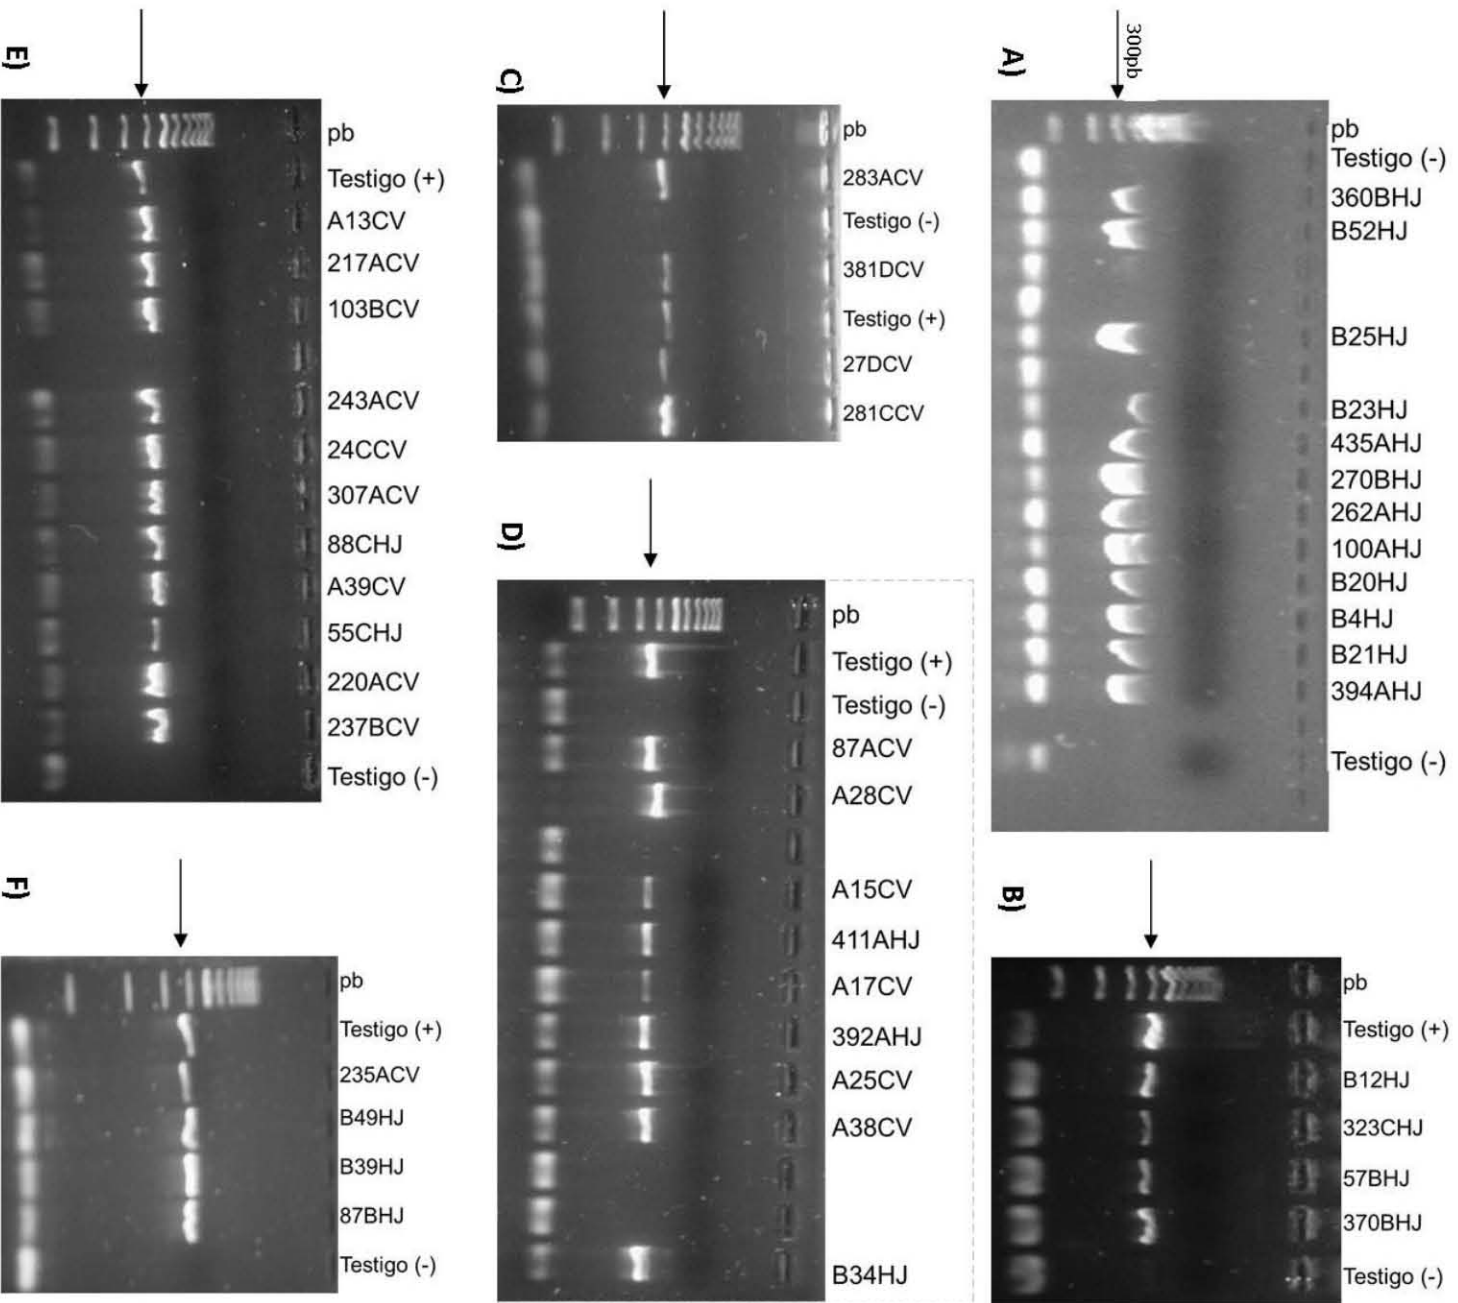 A)
300pb
pb
Testigo (-)
360BHJ
B52HJ
B25HJ
B23HJ
435AHJ
270BHJ
262AHJ
100AHJ
B20HJ
B4HJ
B21HJ
394AHJ
Testigo (-)
B)
pb
Testigo (+)
B12HJ
323CHJ
57BHJ
370BHJ
Testigo (-)
C)
pb
283ACV
Testigo (-)
381DCV
Testigo (+)
27DCV
281CCV
D)
pb
Testigo (+)
Testigo (-)
87ACV
A28CV
A15CV
411AHJ
A17CV
392AHJ
A25CV
A38CV
B34HJ
E)
pb
Testigo (+)
A13CV
217ACV
103BCV
243ACV
24CCV
307ACV
88CHJ
A39CV
55CHJ
220ACV
237BCV
Testigo (-)
F)
pb
Testigo (+)
235ACV
B49HJ
B39HJ
87BHJ
Testigo (-)